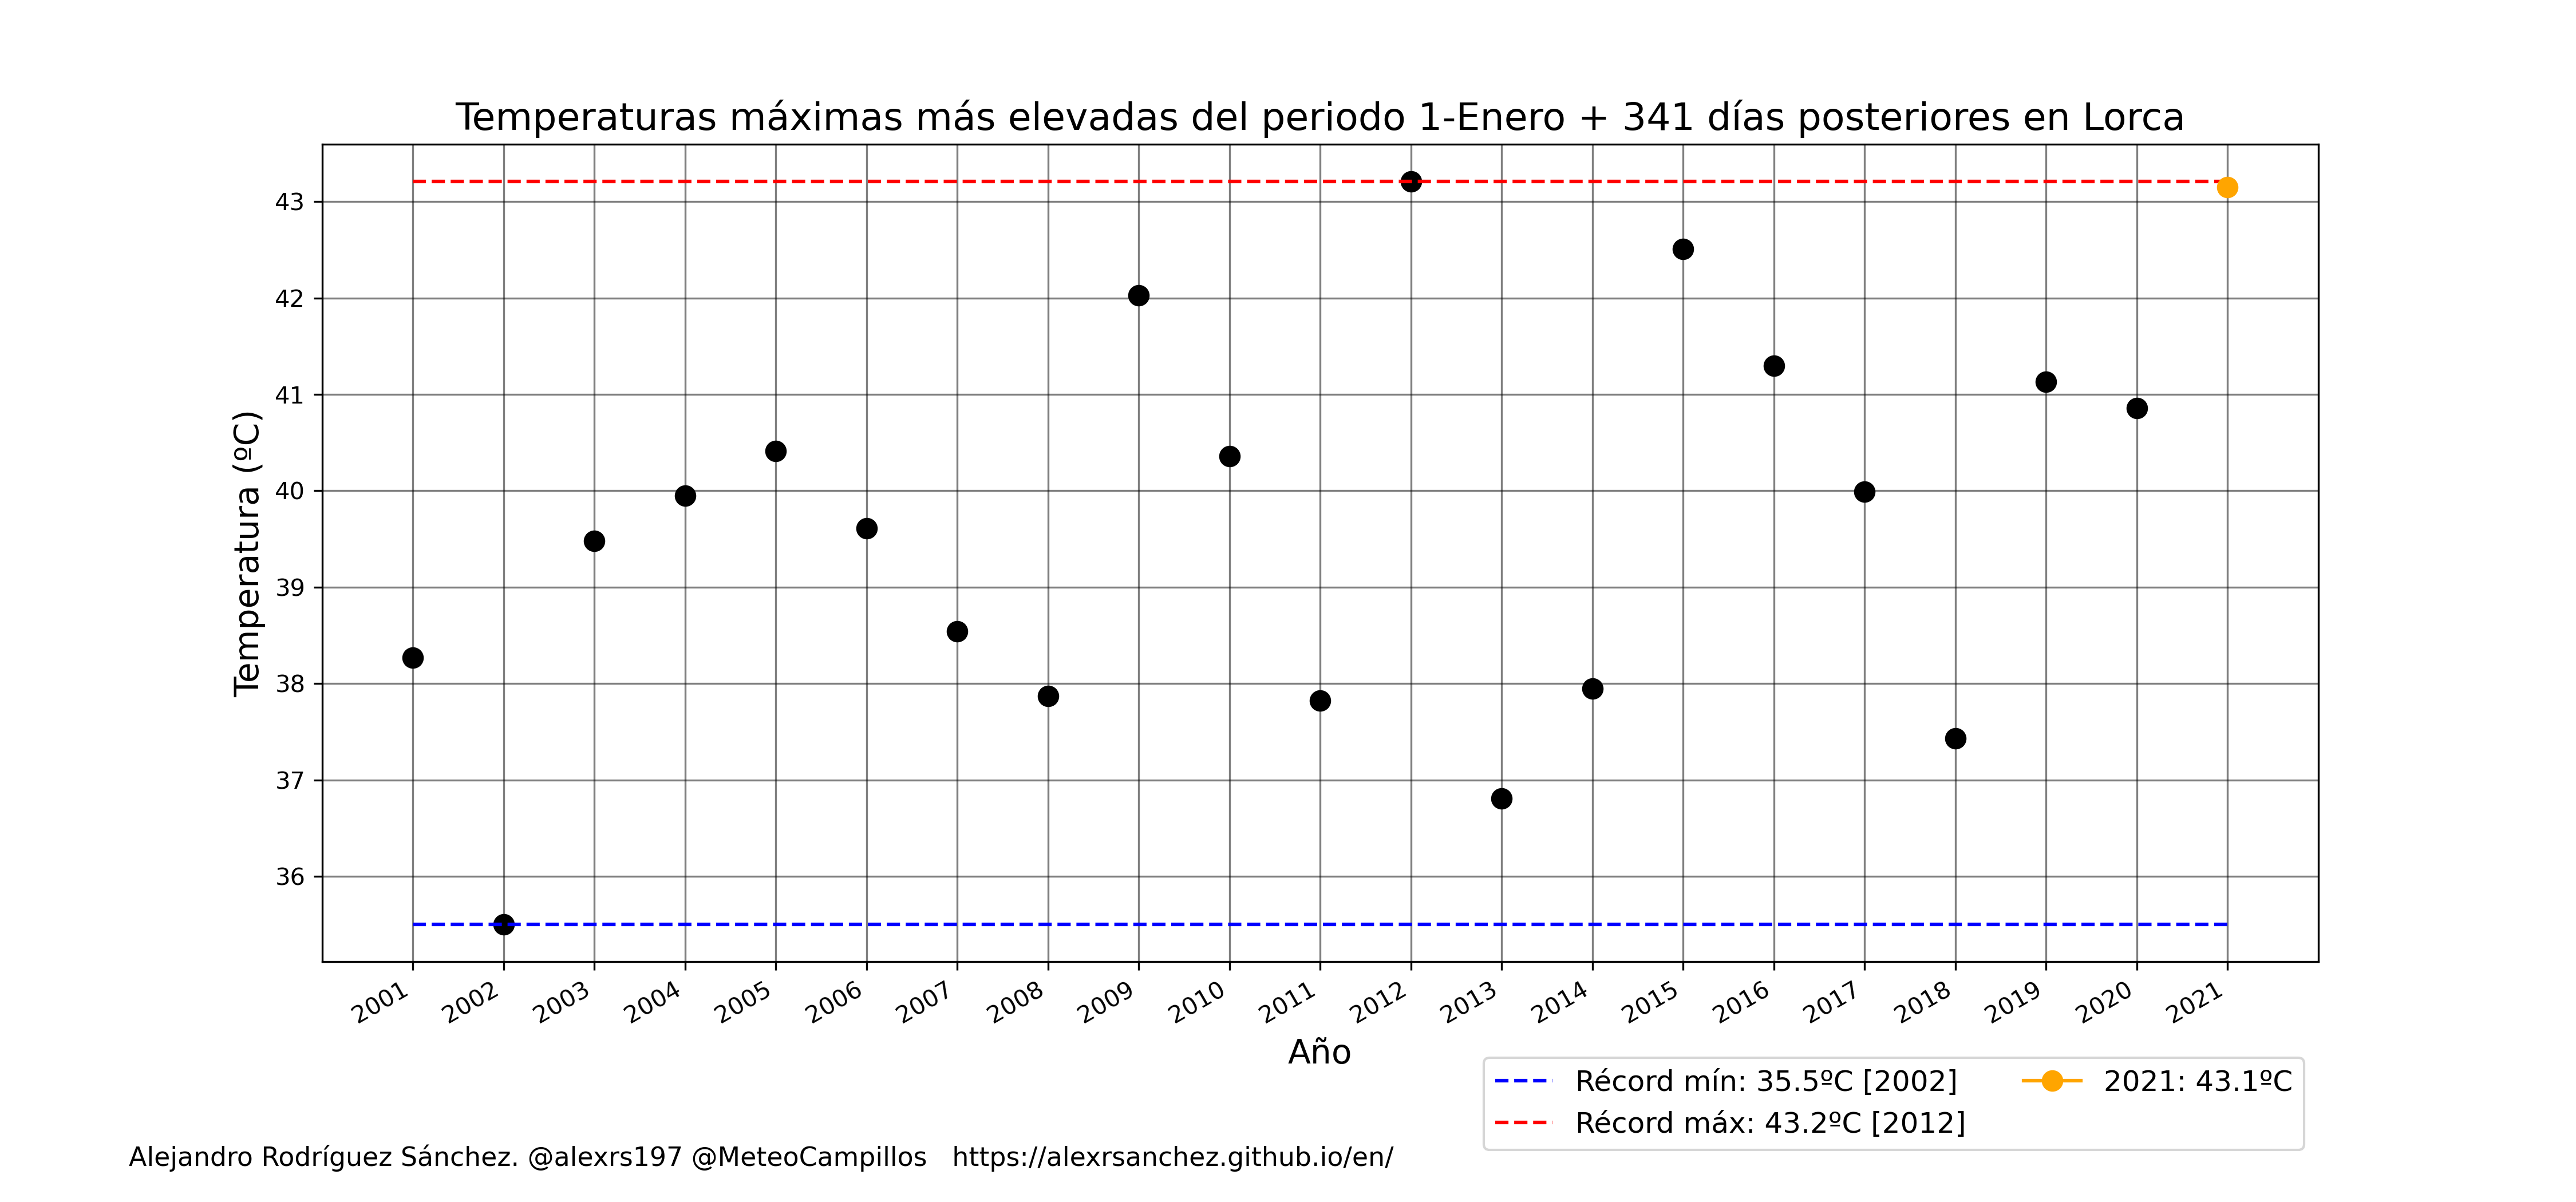 Temperaturas máximas más elevadas del periodo 1-Enero + 341 días posteriores en Lorca
Temperatura (ºC)
43
42
41
40
39
38
37
36
2001 2002 2003 2004 2005 2006 2007 2008 2009 2010 2011 2012 2013 2014 2015 2016 2017 2018 2019 2020 2021
Año
Récord mín: 35.5ºC [2002]
Récord máx: 43.2ºC [2012]
2021: 43.1ºC
Alejandro Rodríguez Sánchez. @alexrs197 @MeteoCampillos https://alexrsanchez.github.io/en/